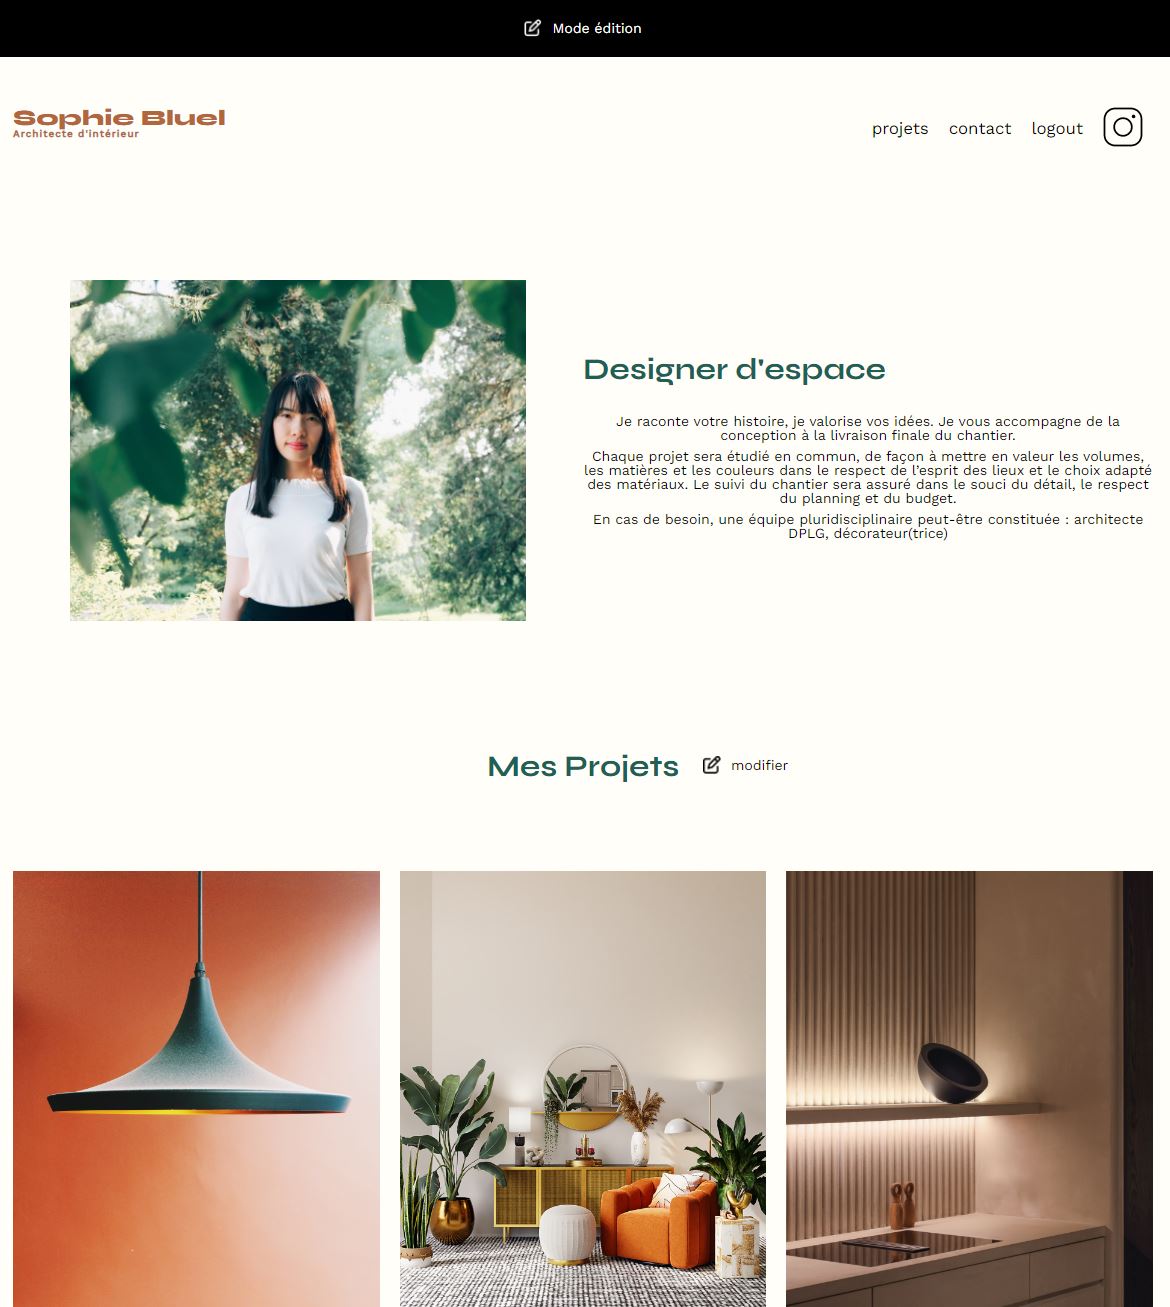 Mode édition
Sophie Bluel
Architecte d'intérieur
projets contact logout
Designer d'espace
Je raconte votre histoire, je valorise vos idées. Je vous accompagne de la
conception à la livraison finale du chantier.
Chaque projet sera étudié en commun, de façon à mettre en valeur les volumes,
les matières et les couleurs dans le respect de l’esprit des lieux et le choix adapté
des matériaux. Le suivi du chantier sera assuré dans le souci du détail, le respect
du planning et du budget.
En cas de besoin, une équipe pluridisciplinaire peut-être constituée : architecte
DPLG, décorateur(trice)
Mes Projets modifier